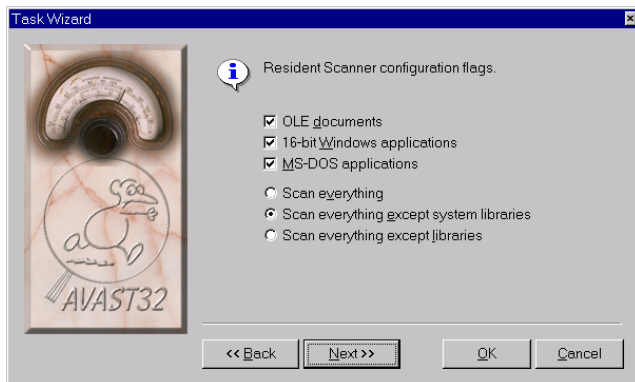 Task Wizard
Resident Scanner configuration flags.
OLE documents
16-bit Windows applications
MS-DOS applications
Scan everything
Scan everything except system libraries
Scan everything except libraries
AVAST32
<< Back
Next >>
OK
Cancel